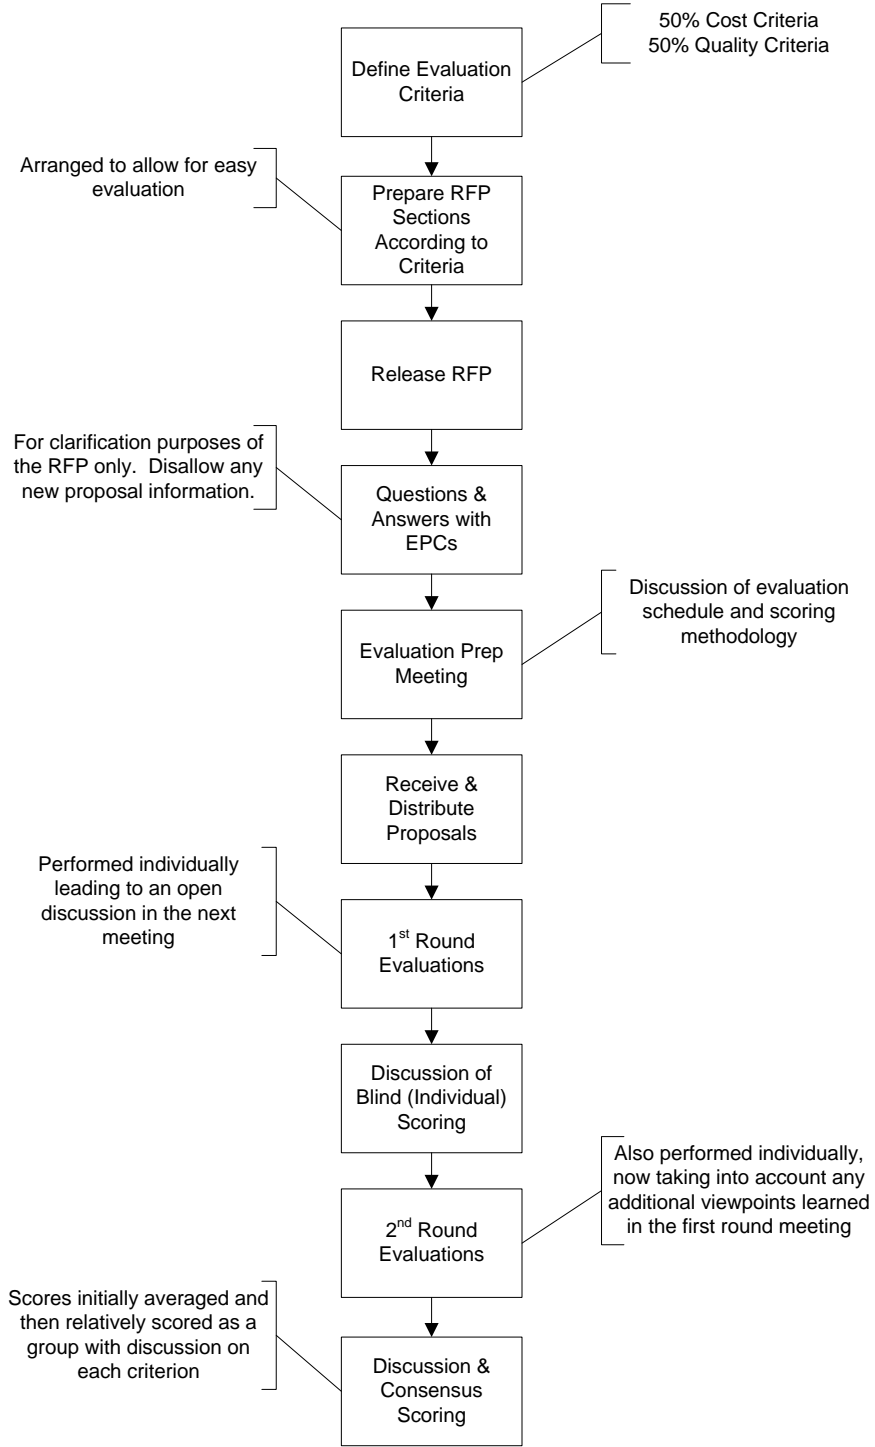 50% Cost Criteria
50% Quality Criteria
Define Evaluation
Criteria
Arranged to allow for easy
evaluation
Prepare RFP
Sections
According to
Criteria
Release RFP
For clarification purposes of
the RFP only.  Disallow any
new proposal information.
Questions &
Answers with
EPCs
Discussion of evaluation
schedule and scoring
methodology
Evaluation Prep
Meeting
Receive &
Distribute
Proposals
Performed individually
leading to an open
discussion in the next
meeting
1st Round
Evaluations
Discussion of
Blind (Individual)
Scoring
Also performed individually,
now taking into account any
additional viewpoints learned
in the first round meeting
2nd Round
Evaluations
Scores initially averaged and
then relatively scored as a
group with discussion on
each criterion
Discussion &
Consensus
Scoring